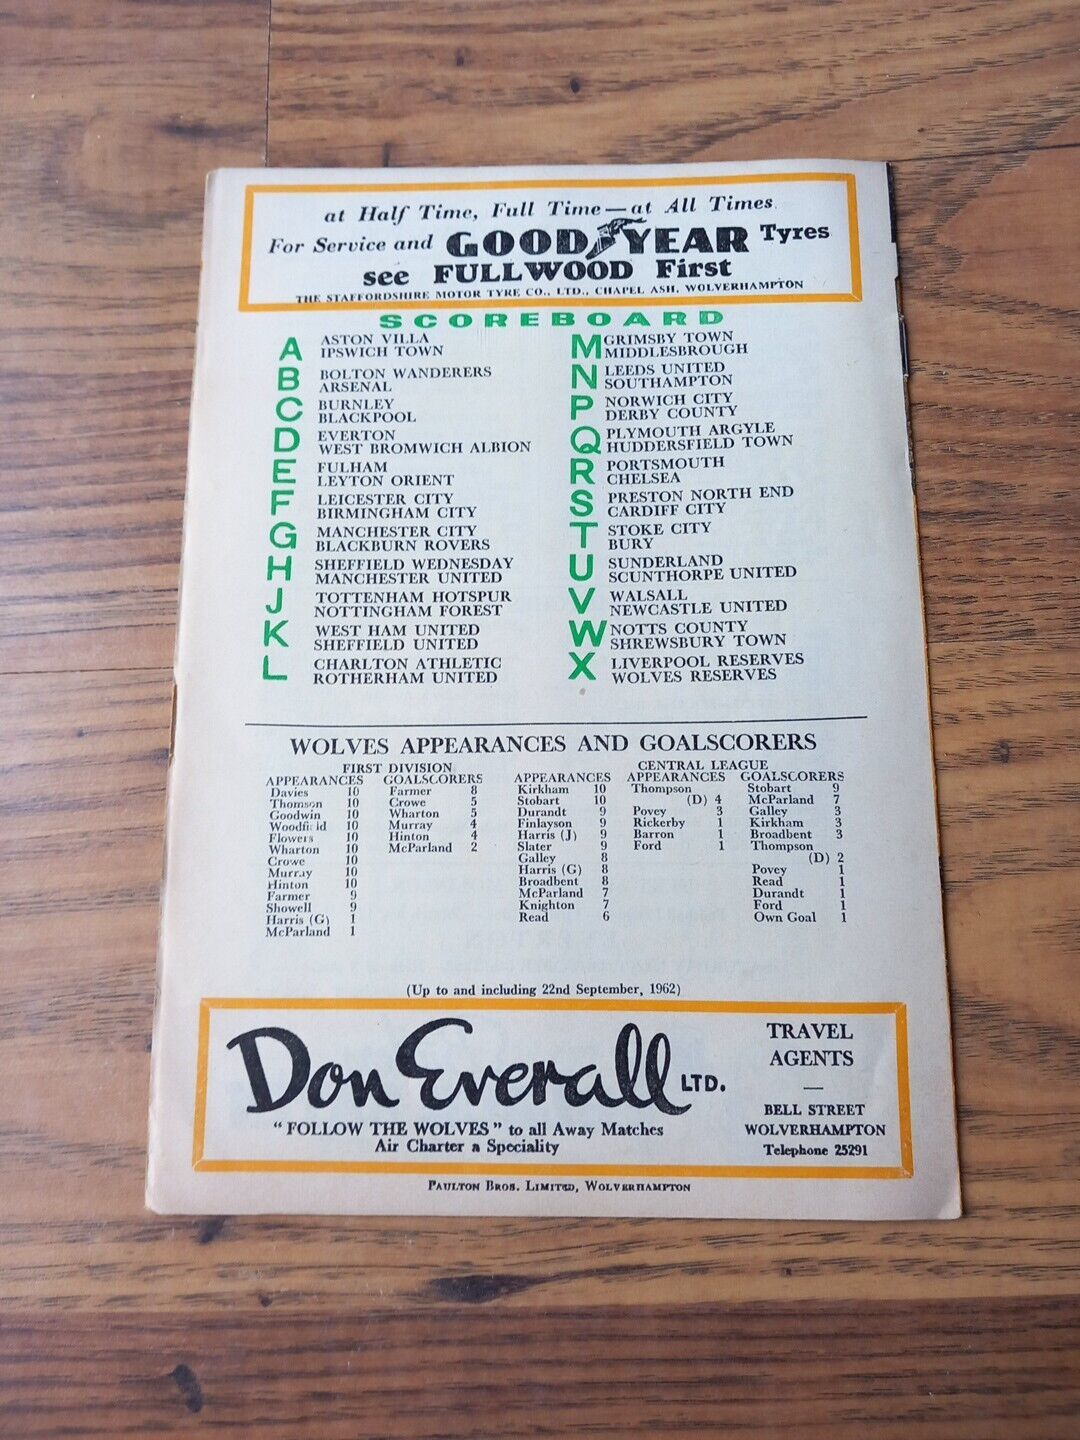 at Half Time, Full Time—at All Times
For Service and GOODYEAR Tyres
see FULLWOOD First
THE STAFFORDSHIRE MOTOR TYRE CO., LTD., CHAPEL ASH, WOLVERHAMPTON
SCOREBOARD
A ASTON VILLA
IPSWICH TOWN
B BOLTON WANDERERS
ARSENAL
C BURNLEY
BLACKPOOL
D EVERTON
WEST BROMWICH ALBION
E FULHAM
LEYTON ORIENT
F LEICESTER CITY
BIRMINGHAM CITY
G MANCHESTER CITY
BLACKBURN ROVERS
H SHEFFIELD WEDNESDAY
MANCHESTER UNITED
J TOTTENHAM HOTSPUR
NOTTINGHAM FOREST
K WEST HAM UNITED
SHEFFIELD UNITED
L CHARLTON ATHLETIC
ROTHERHAM UNITED
M GRIMSBY TOWN
MIDDLESBROUGH
N LEEDS UNITED
SOUTHAMPTON
P NORWICH CITY
DERBY COUNTY
Q PLYMOUTH ARGYLE
HUDDERSFIELD TOWN
R PORTSMOUTH
CHELSEA
S PRESTON NORTH END
CARDIFF CITY
T STOKE CITY
BURY
U SUNDERLAND
SCUNTHORPE UNITED
V WALSALL
NEWCASTLE UNITED
W NOTTS COUNTY
SHREWSBURY TOWN
X LIVERPOOL RESERVES
WOLVES RESERVES
WOLVES APPEARANCES AND GOALSCORERS
FIRST DIVISION
APPEARANCES
Davies 10
Thomson 10
Goodwin 10
Woodfield 10
Flowers 10
Wharton 10
Crowe 10
Murray 10
Hinton 10
Farmer 9
Showell 9
Harris (G) 1
McParland 1
GOALSCORERS
Farmer 8
Crowe 5
Wharton 5
Murray 4
Hinton 4
McParland 2
CENTRAL LEAGUE
APPEARANCES
Kirkham 10
Stobart 10
Durandt 9
Finlayson 9
Harris (J) 9
Slater 9
Galley 8
Harris (G) 8
Broadbent 8
McParland 7
Knighton 7
Read 6
APPEARANCES
Thompson
(D) 4
Povey 3
Rickerby 1
Barron 1
Ford 1
GOALSCORERS
Stobart 9
McParland 7
Galley 3
Kirkham 3
Broadbent 3
Thompson
(D) 2
Povey 1
Read 1
Durandt 1
Ford 1
Own Goal 1
(Up to and including 22nd September, 1962)
Don Everall LTD.
"FOLLOW THE WOLVES" to all Away Matches
Air Charter a Speciality
TRAVEL
AGENTS
—
BELL STREET
WOLVERHAMPTON
Telephone 25291
PAULTON BROS. LIMITED, WOLVERHAMPTON